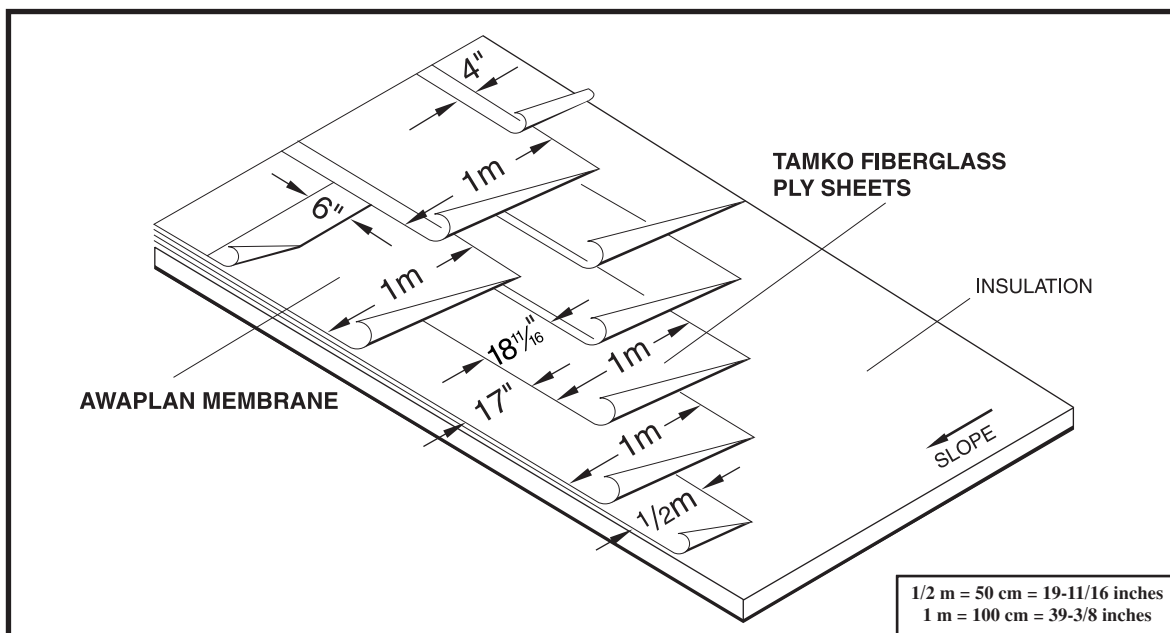 4"
1m
TAMKO FIBERGLASS
PLY SHEETS
6"
1m
INSULATION
18 11/16"
1m
AWAPLAN MEMBRANE
17"
1m
SLOPE
1/2m
1/2 m = 50 cm = 19-11/16 inches
1 m = 100 cm = 39-3/8 inches